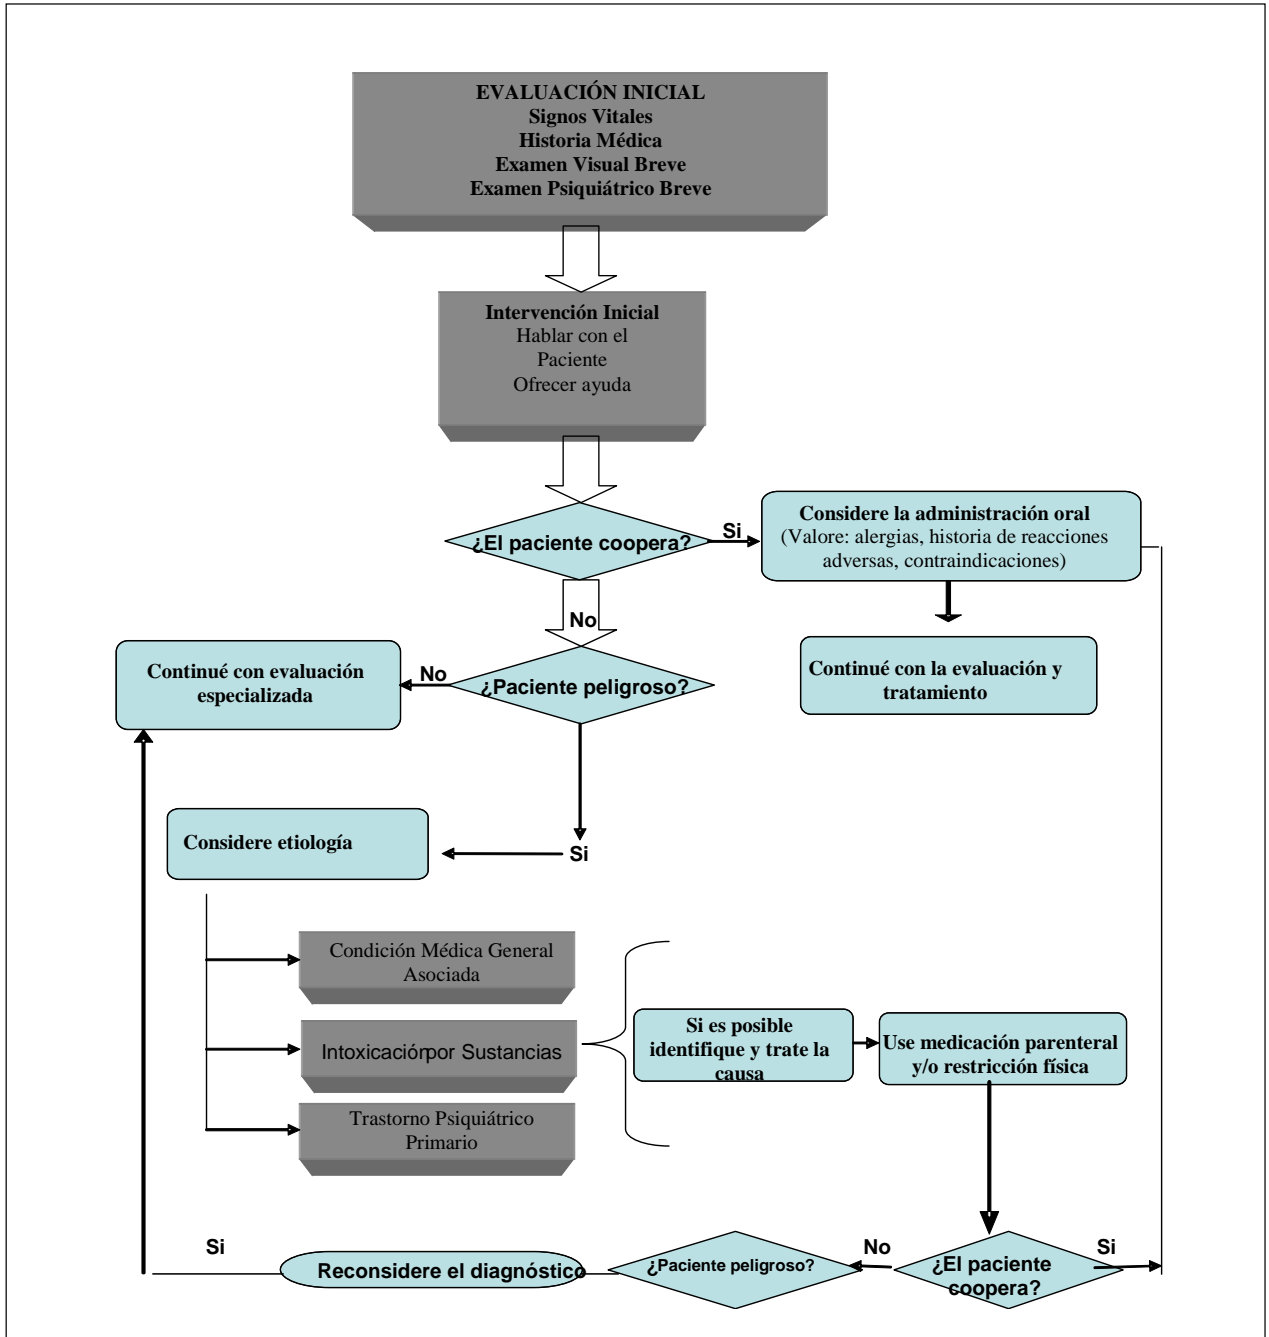 EVALUACIÓN INICIAL
Signos Vitales
Historia Médica
Examen Visual Breve
Examen Psiquiátrico Breve
Intervención Inicial
Hablar con el
Paciente
Ofrecer ayuda
¿El paciente coopera?
Si
Considere la administración oral
(Valore: alergias, historia de reacciones
adversas, contraindicaciones)
No
Continué con la evaluación y
tratamiento
¿Paciente peligroso?
No
Continué con evaluación
especializada
Si
Considere etiología
Condición Médica General
Asociada
Intoxicación por Sustancias
Trastorno Psiquiátrico
Primario
Si es posible
identifique y trate la
causa
Use medicación parenteral
y/o restricción física
¿El paciente
coopera?
Si
No
¿Paciente peligroso?
Reconsidere el diagnóstico
Si